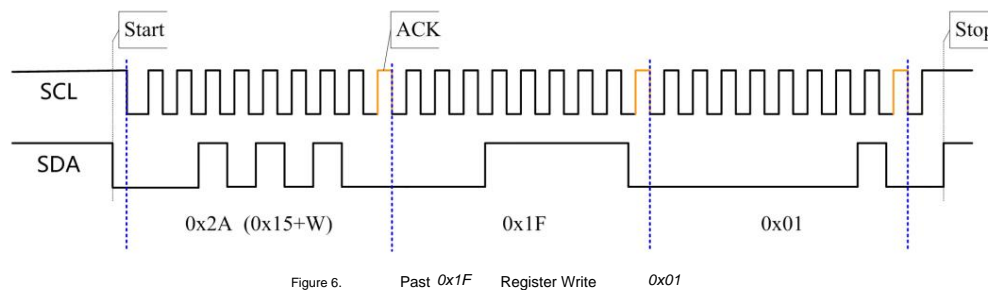 Start
ACK
Stop
SCL
SDA
0x2A (0x15+W)
0x1F
0x01
Figure 6. Past 0x1F Register Write 0x01